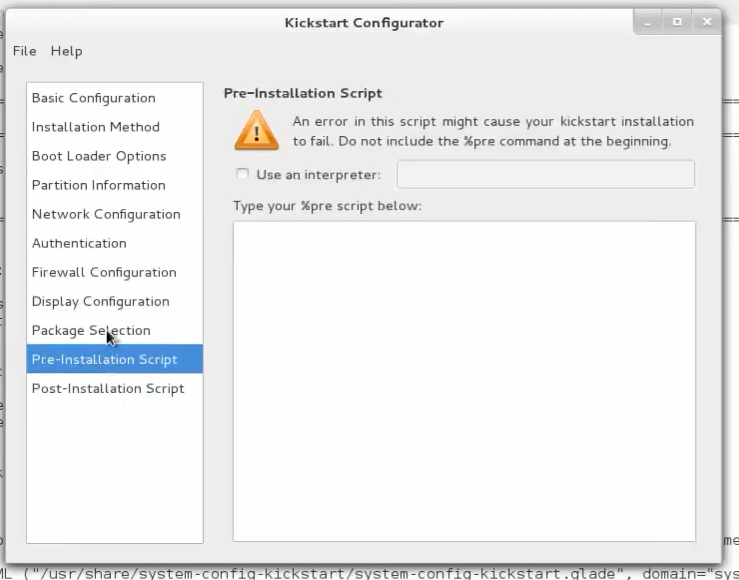 Kickstart Configurator
File Help
Basic Configuration
Installation Method
Boot Loader Options
Partition Information
Network Configuration
Authentication
Firewall Configuration
Display Configuration
Package Selection
Pre-Installation Script
Post-Installation Script
Pre-Installation Script
An error in this script might cause your kickstart installation
to fail. Do not include the %pre command at the beginning.
Use an interpreter:
Type your %pre script below:
ML ("/usr/share/system-config-kickstart/system-config-kickstart.glade", domain="sys